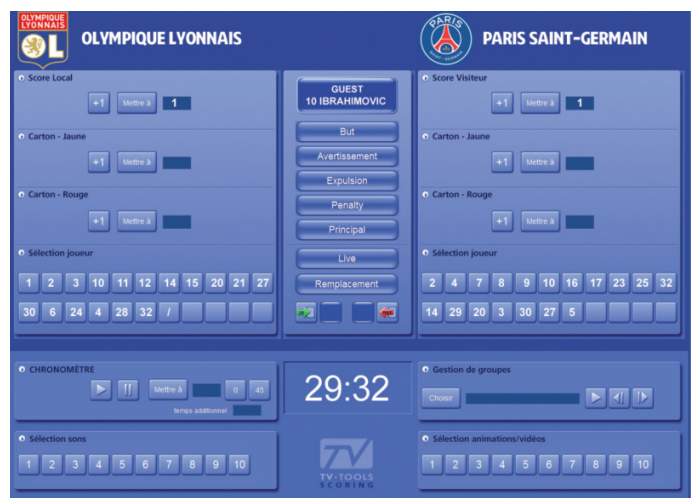 OLYMPIQUE
LYONNAIS
OL
OLYMPIQUE LYONNAIS
PARIS
SAINT-GERMAIN
PARIS SAINT-GERMAIN
Score Local
+1 Mettre à 1
Carton - Jaune
+1 Mettre à
Carton - Rouge
+1 Mettre à
Sélection joueur
1 2 3 10 11 12 14 15 20 21 27
30 6 24 4 28 32 /
GUEST
10 IBRAHIMOVIC
But
Avertissement
Expulsion
Penalty
Principal
Live
Remplacement
Score Visiteur
+1 Mettre à 1
Carton - Jaune
+1 Mettre à
Carton - Rouge
+1 Mettre à
Sélection joueur
2 4 7 8 9 10 16 17 23 25 32
14 29 20 3 30 27 5
CHRONOMÈTRE
Mettre à 0 45
temps additionnel
29:32
Gestion de groupes
Choisir
Sélection sons
1 2 3 4 5 6 7 8 9 10
TV
TV-TOOLS
SCORING
Sélection animations/vidéos
1 2 3 4 5 6 7 8 9 10